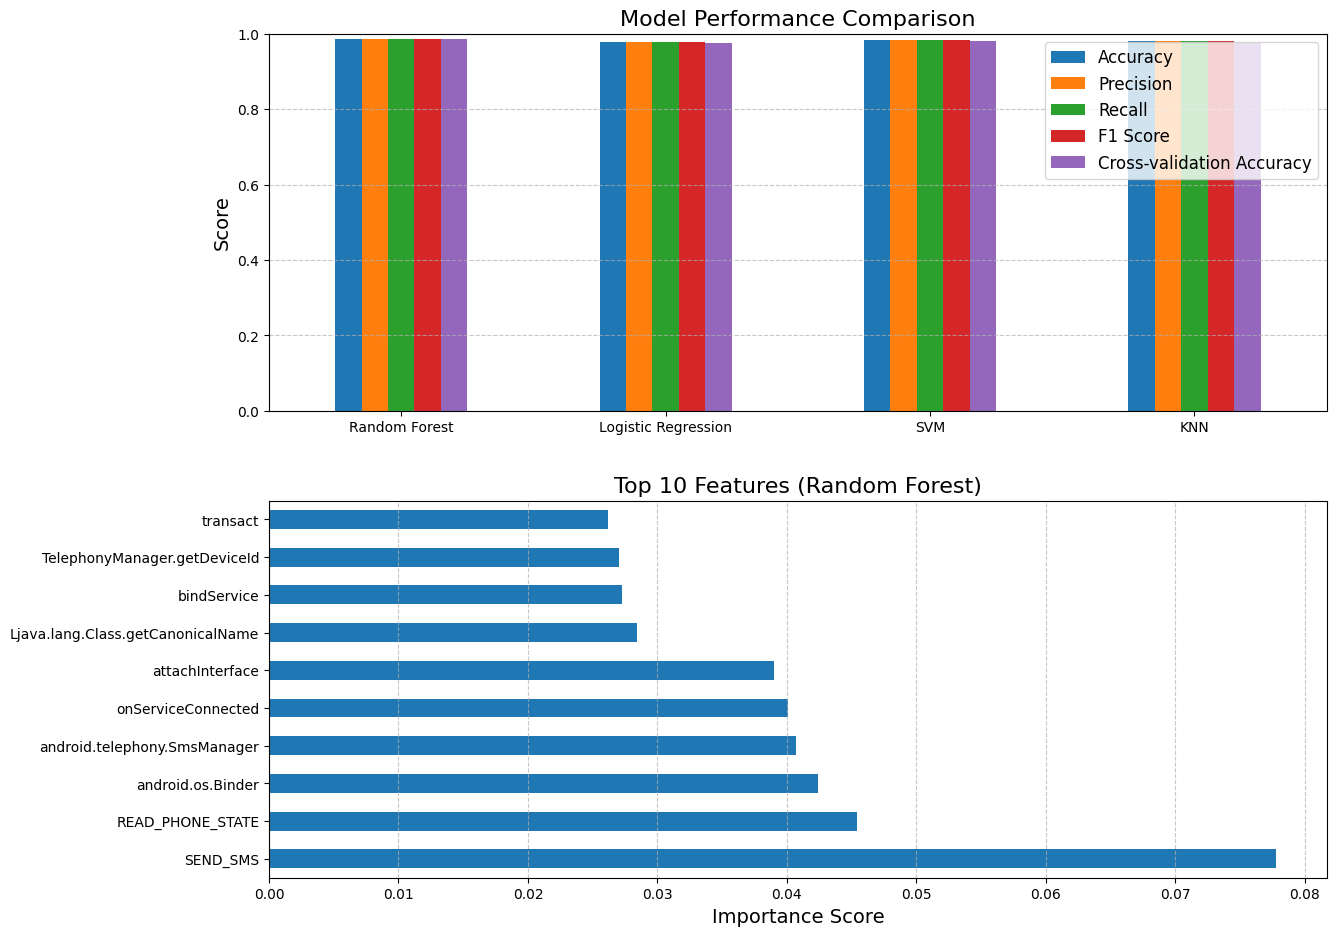 Model Performance Comparison
Score
1.0
0.8
0.6
0.4
0.2
0.0
Accuracy
Precision
Recall
F1 Score
Cross-validation Accuracy
Random Forest
Logistic Regression
SVM
KNN
Top 10 Features (Random Forest)
transact
TelephonyManager.getDeviceId
bindService
Ljava.lang.Class.getCanonicalName
attachInterface
onServiceConnected
android.telephony.SmsManager
android.os.Binder
READ_PHONE_STATE
SEND_SMS
0.00
0.01
0.02
0.03
0.04
0.05
0.06
0.07
0.08
Importance Score